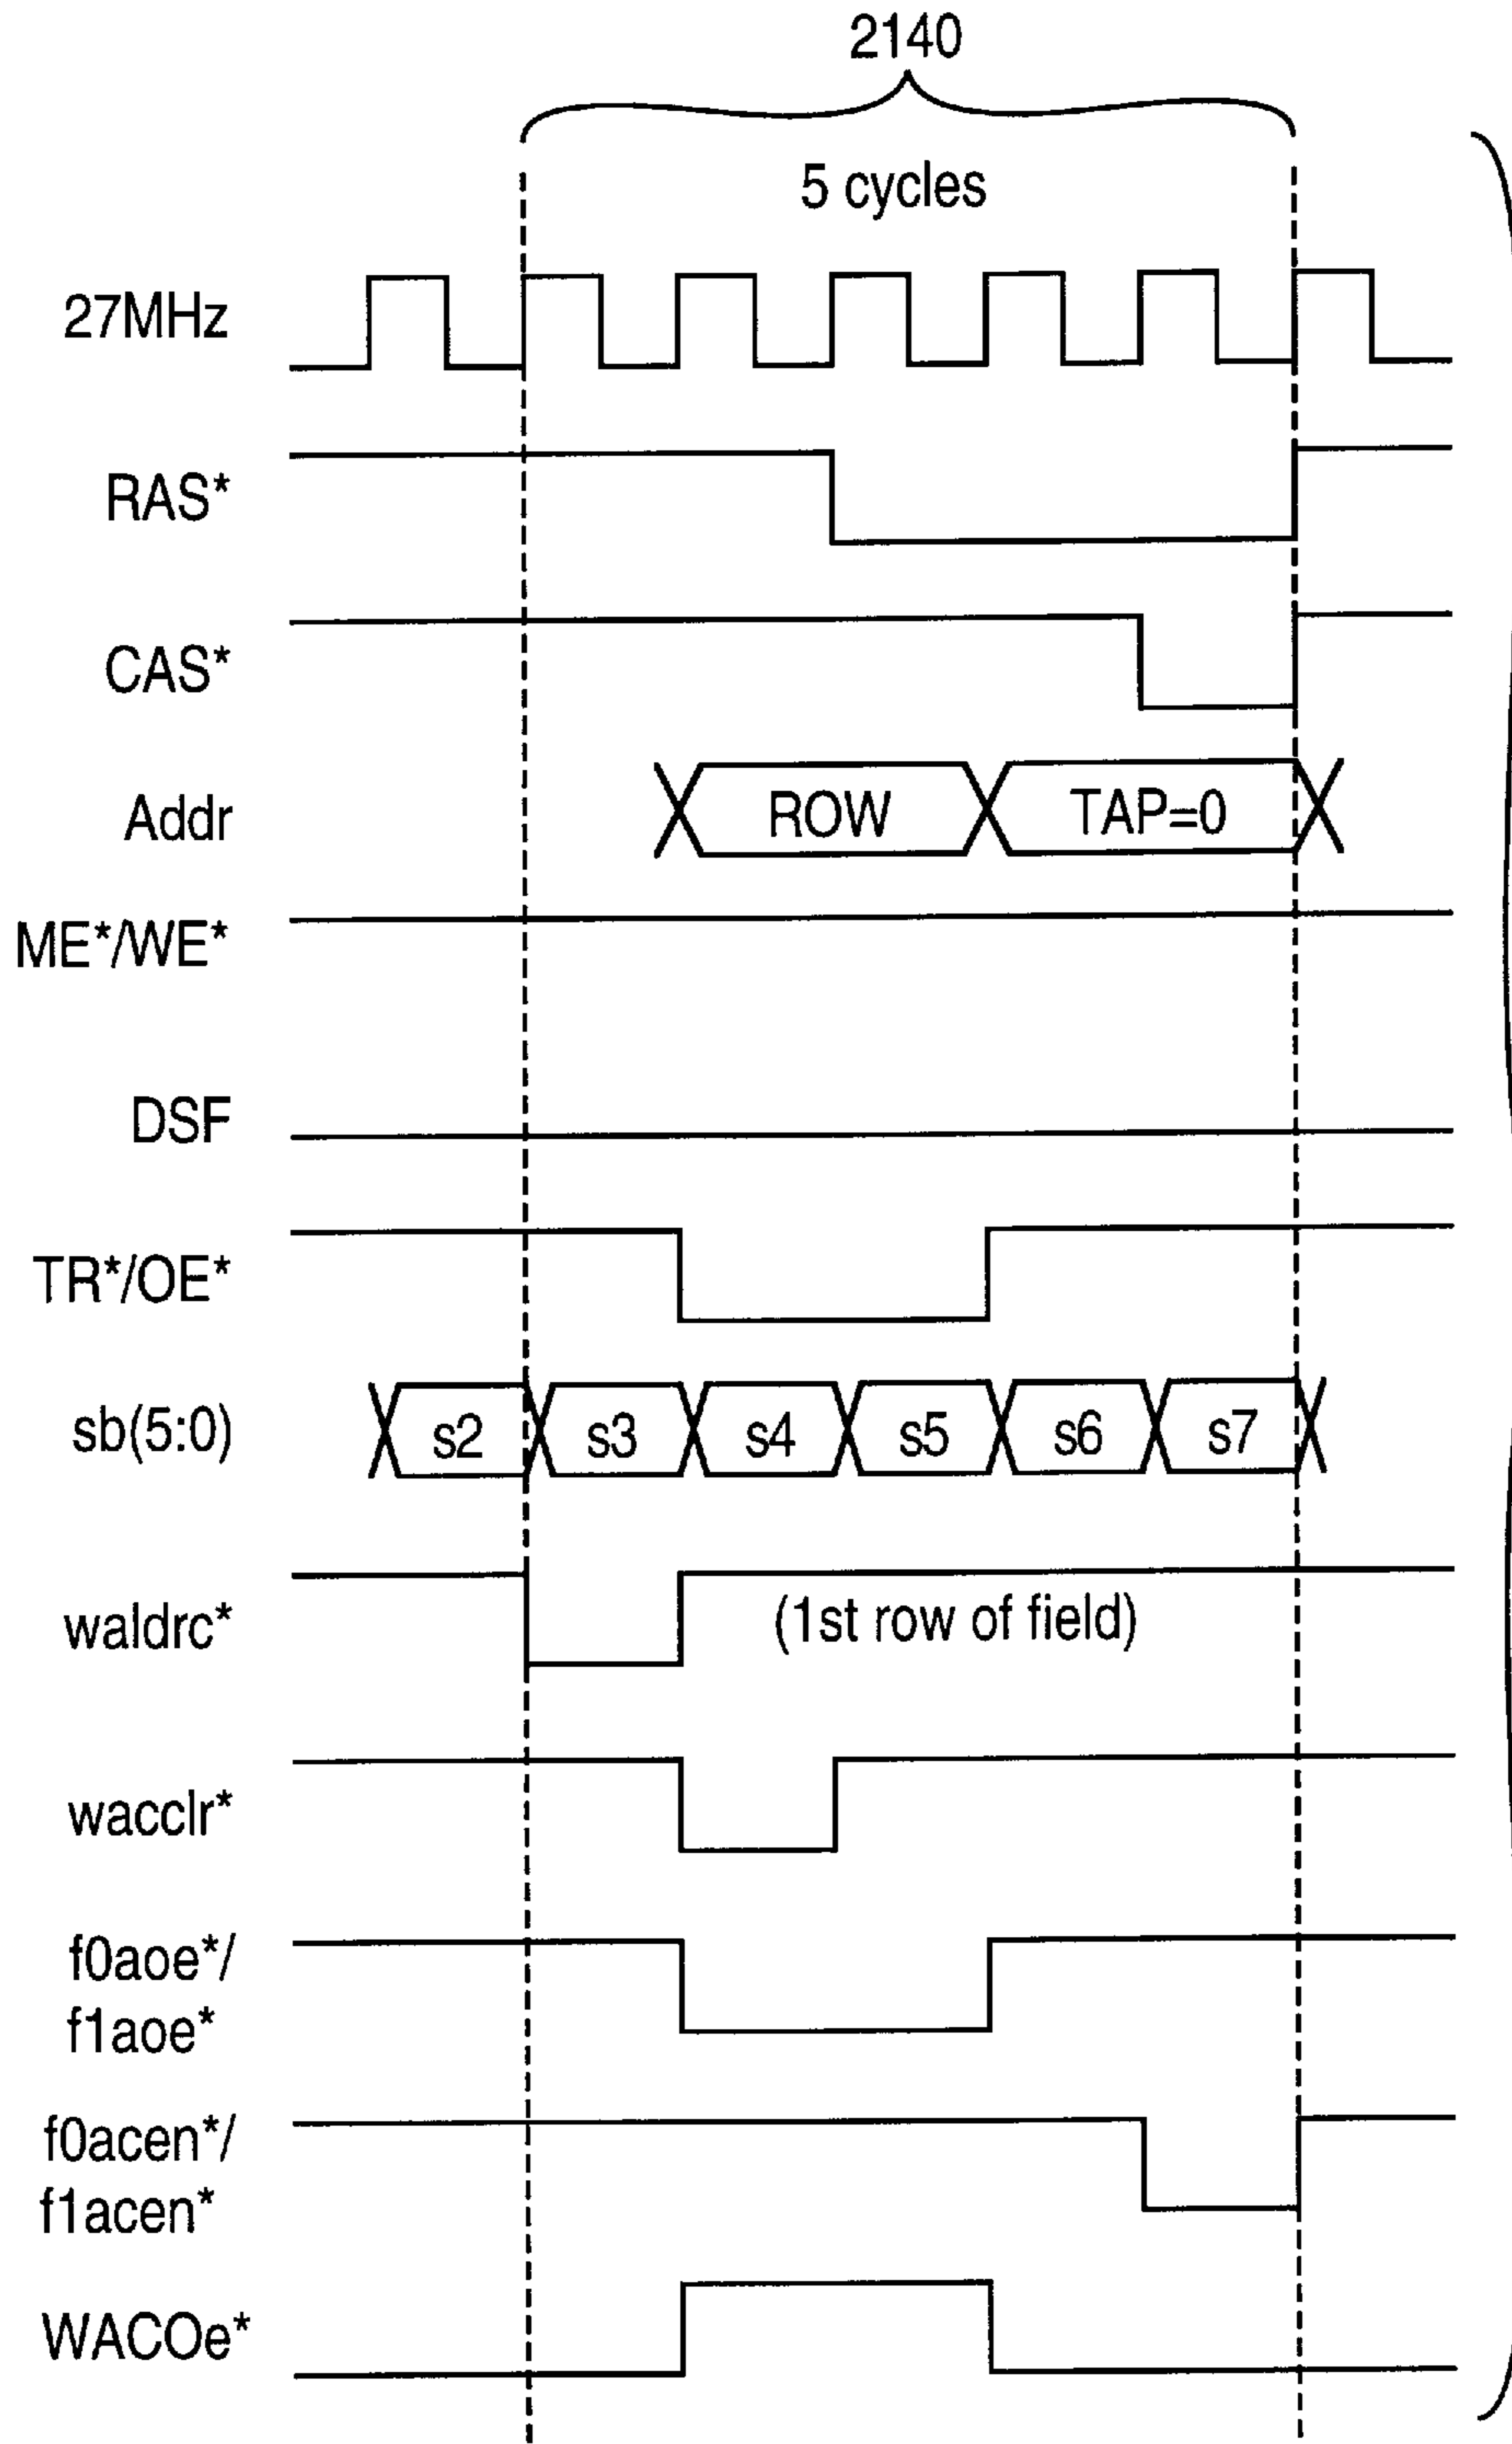 2140
5 cycles
27MHz
RAS*
CAS*
Addr
ROW
TAP=0
ME*/WE*
DSF
TR*/OE*
sb(5:0)
s2
s3
s4
s5
s6
s7
waldrc*
(1st row of field)
wacclr*
f0aoe*/
f1aoe*
f0acen*/
f1acen*
WACOe*